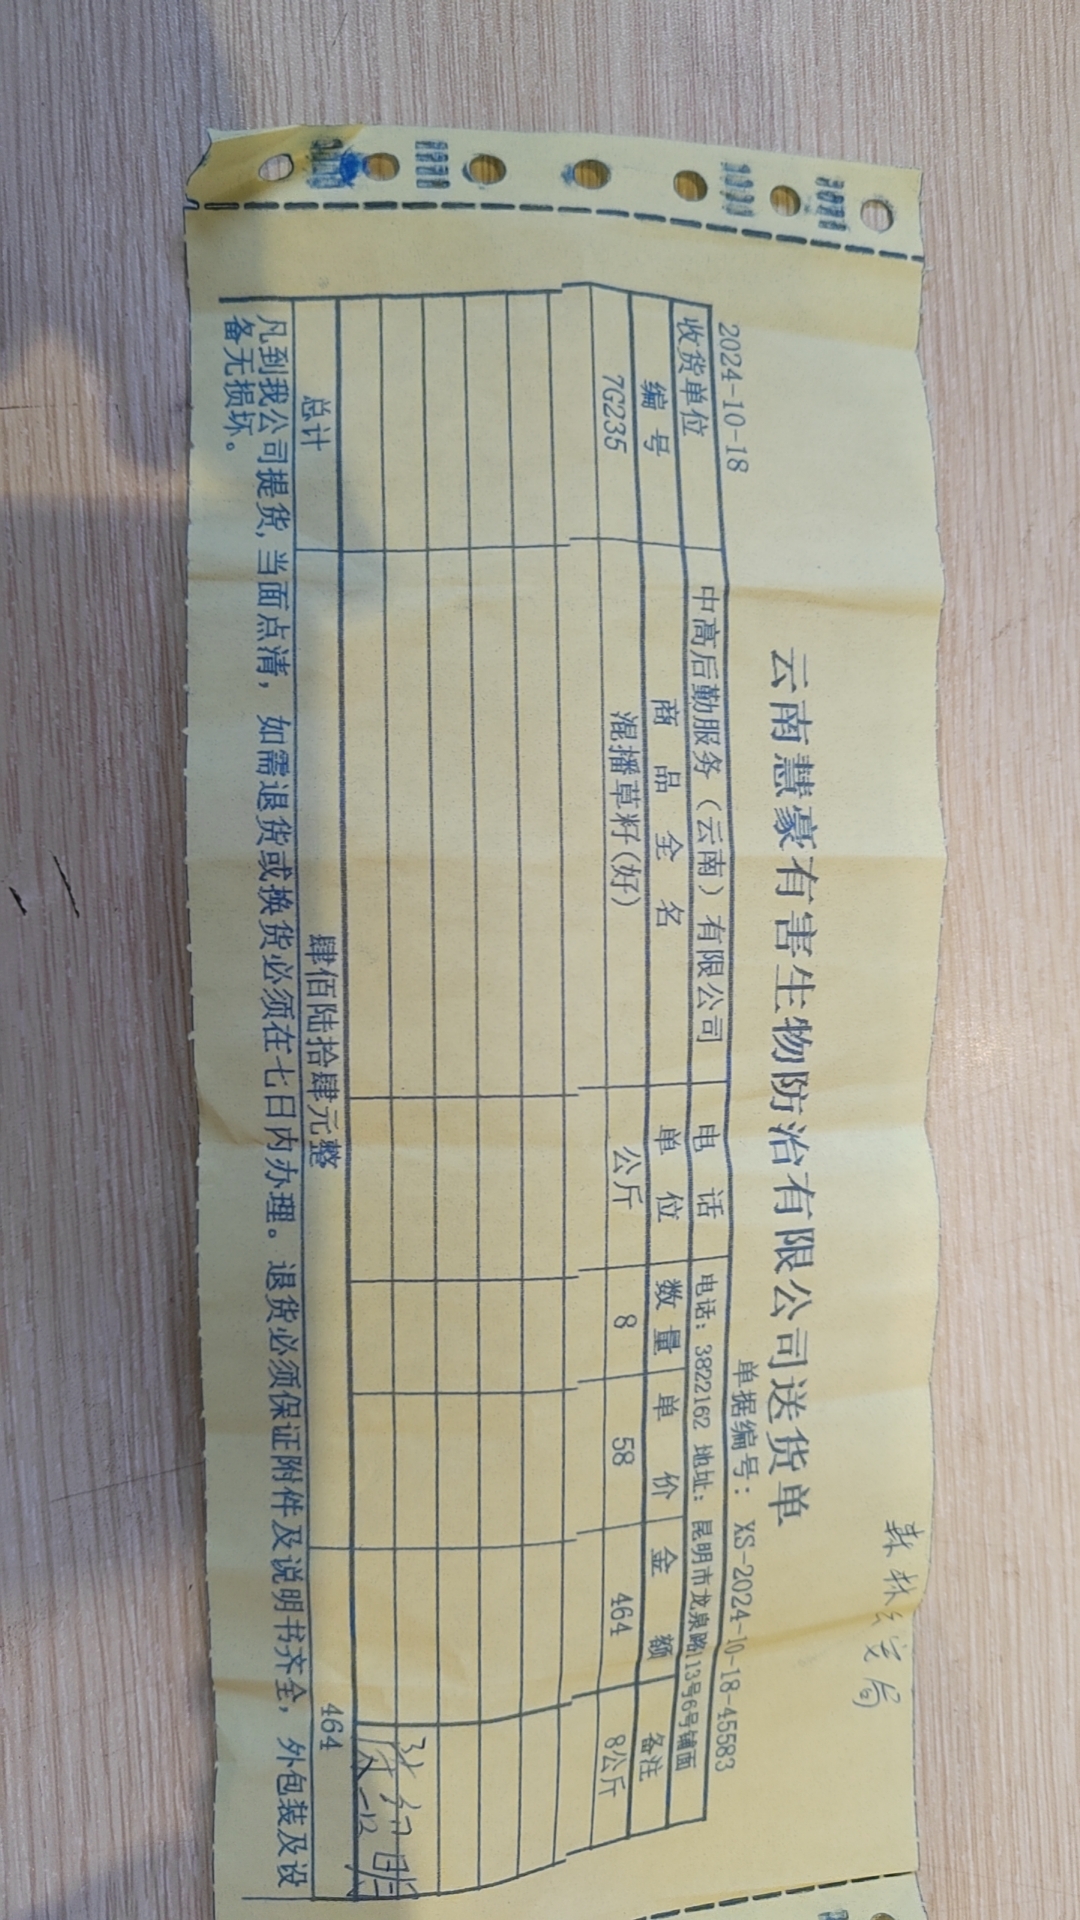 森林公安局
云南慧豪有害生物防治有限公司送货单
2024-10-18 单据编号: XS-2024-10-18-45583
收货单位 中高后勤服务（云南）有限公司 电 话 电话: 3822162 地址: 昆明市龙泉路113号6号铺面
编 号 商 品 全 名 单 位 数 量 单 价 金 额 备注
7G235 混播草籽(好) 公斤 8 58 464 8公斤
总计 肆佰陆拾肆元整 464
凡到我公司提货, 当面点清, 如需退货或换货必须在七日内办理。退货必须保证附件及说明书齐全, 外包装及设
备无损坏。